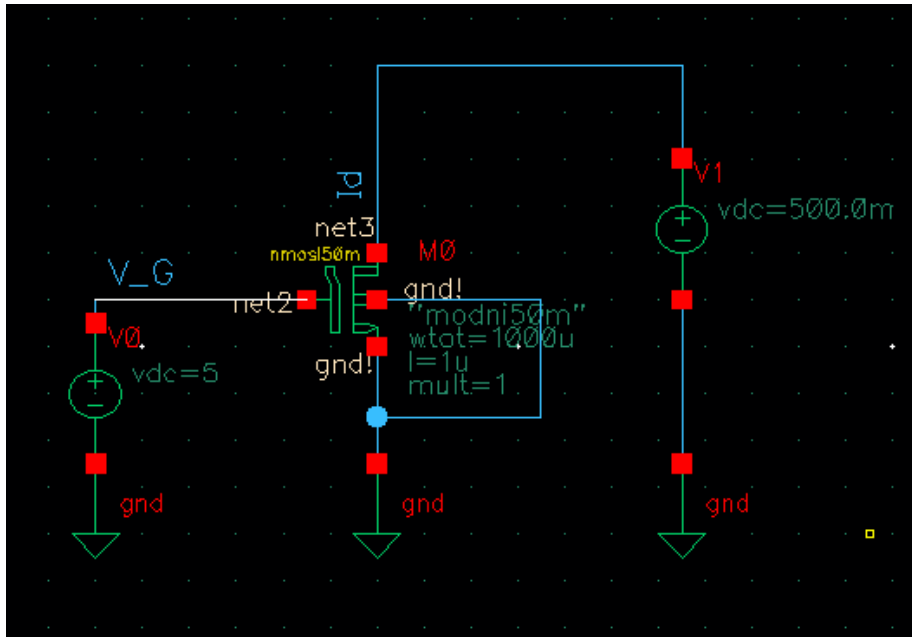 Id
V1
vdc=500.0m
net3
nmosl50m
M0
V_G
net2
gnd!
"modni50m"
wtot=1000u
l=1u
mult=1
V0
vdc=5
gnd!
gnd
gnd
gnd